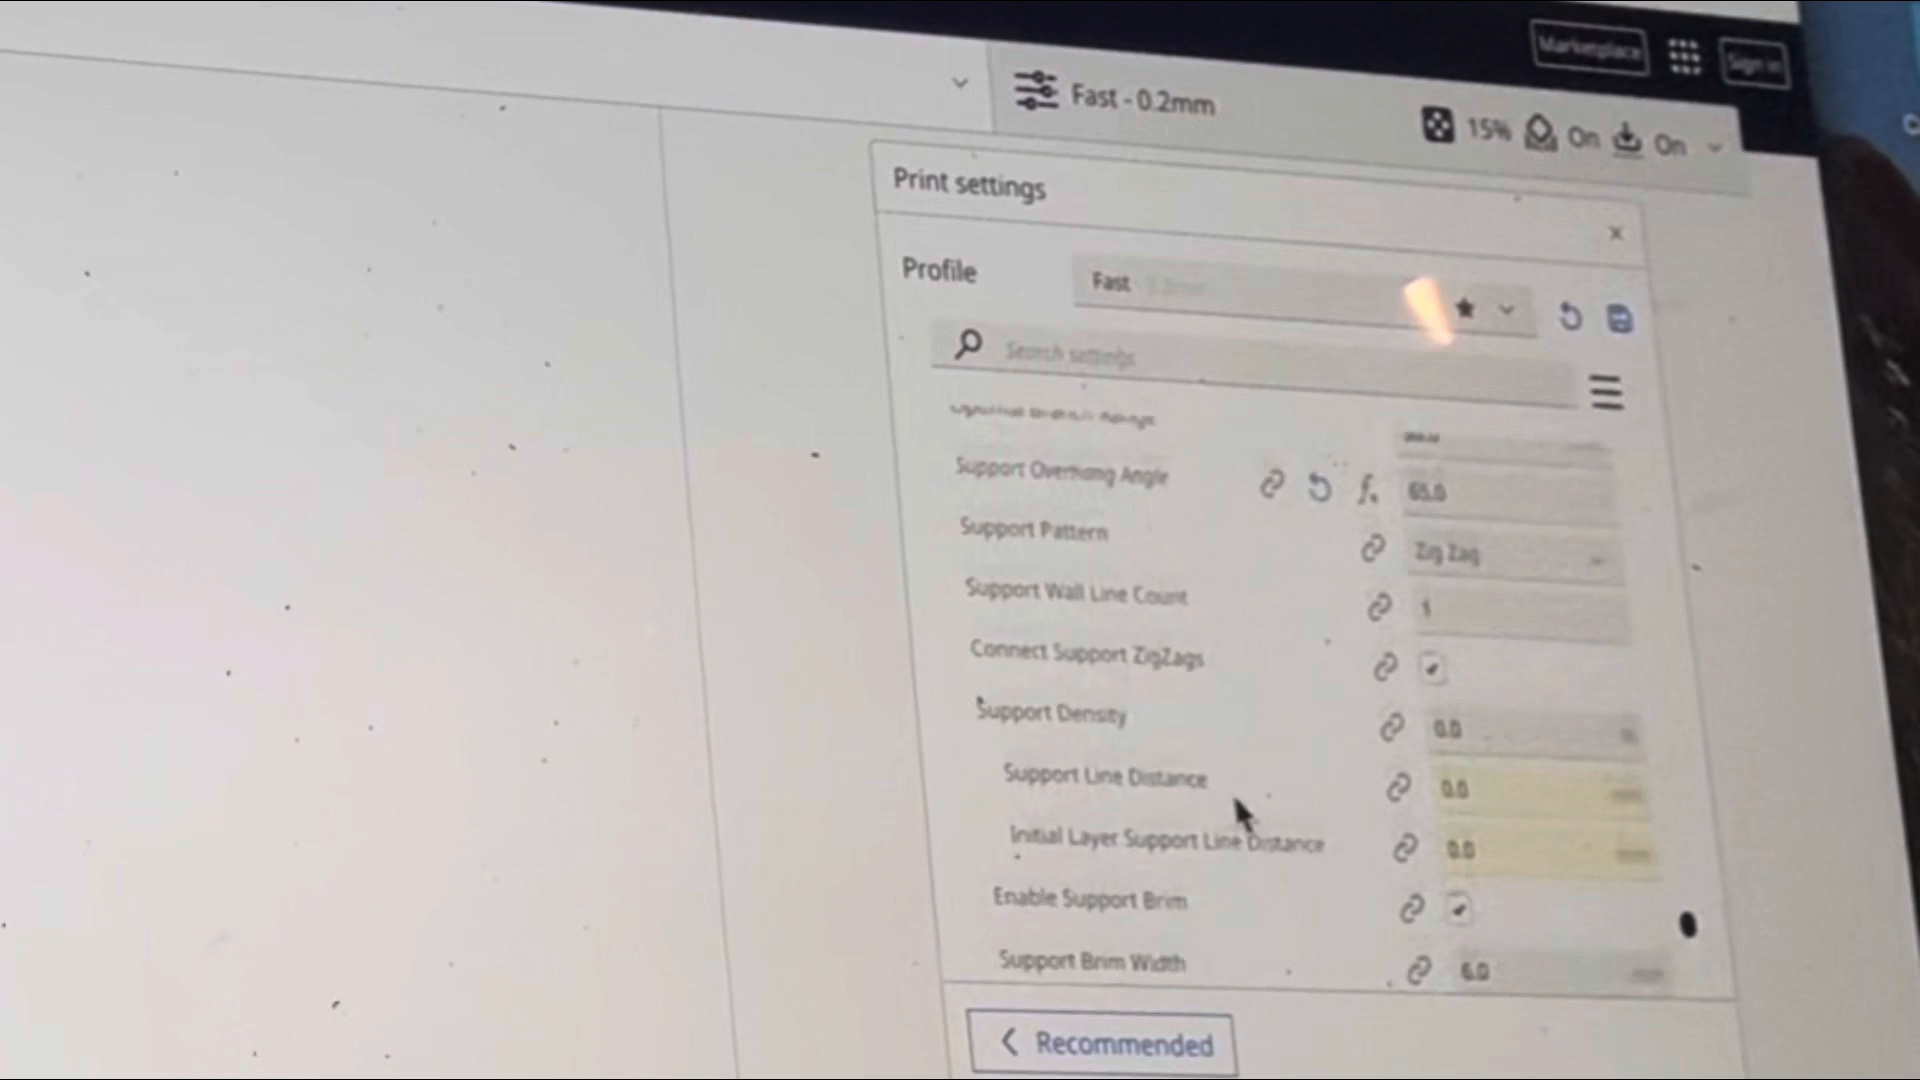 Marketplace
Sign in
Fast - 0.2mm
15% On On
Print settings
Profile
Fast
Search settings
Support Overhang Angle
65.0
Support Pattern
Zig Zag
Support Wall Line Count
1
Connect Support ZigZags
Support Density
0.0
%
Support Line Distance
0.0
Initial Layer Support Line Distance
0.0
Enable Support Brim
Support Brim Width
6.0
Recommended